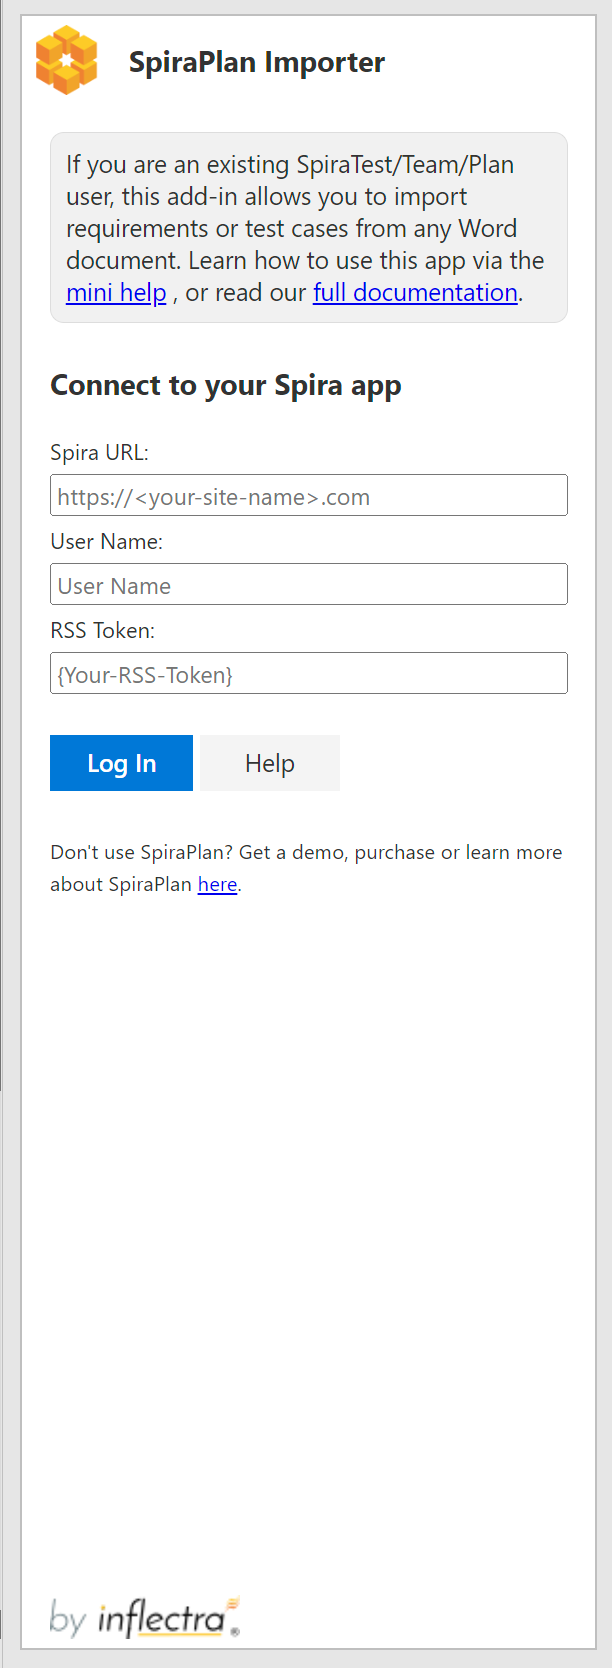 SpiraPlan Importer
If you are an existing SpiraTest/Team/Plan
user, this add-in allows you to import
requirements or test cases from any Word
document. Learn how to use this app via the
mini help , or read our full documentation.
Connect to your Spira app
Spira URL:
https://<your-site-name>.com
User Name:
User Name
RSS Token:
{Your-RSS-Token}
Log In Help
Don't use SpiraPlan? Get a demo, purchase or learn more
about SpiraPlan here.
by inflectra®